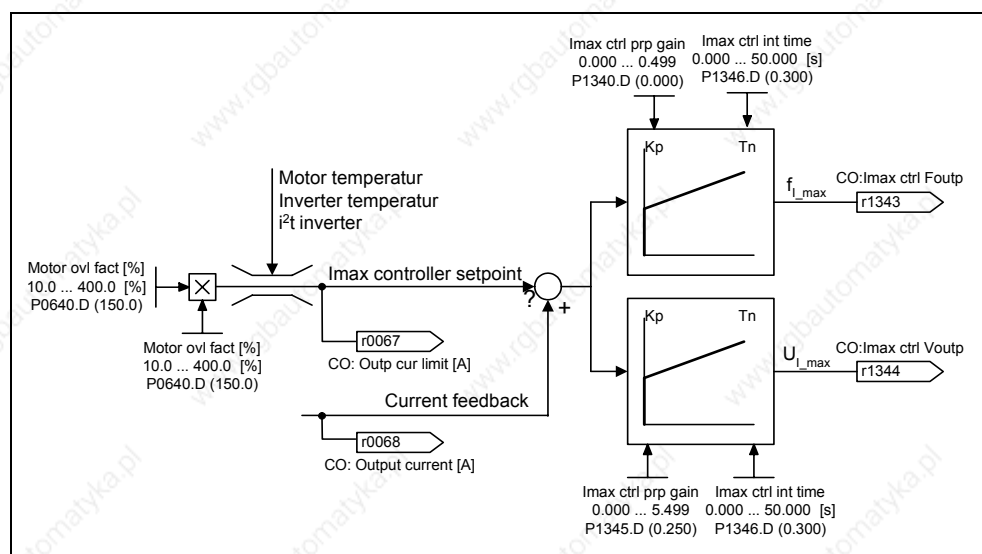 Imax ctrl prp gain
0.000 ... 0.499
P1340.D (0.000)
Imax ctrl int time
0.000 ... 50.000 [s]
P1346.D (0.300)
Kp
Tn
CO:Imax ctrl Foutp
f I_max
r1343
Motor temperatur
Inverter temperatur
i²t inverter
Motor ovl fact [%]
10.0 ... 400.0 [%]
P0640.D (150.0)
Imax controller setpoint
?
+
Motor ovl fact [%]
10.0 ... 400.0 [%]
P0640.D (150.0)
r0067
CO: Outp cur limit [A]
Kp
Tn
CO:Imax ctrl Voutp
U I_max
r1344
Current feedback
r0068
CO: Output current [A]
Imax ctrl prp gain
0.000 ... 5.499
P1345.D (0.250)
Imax ctrl int time
0.000 ... 50.000 [s]
P1346.D (0.300)
www.rgbautomatyka.pl